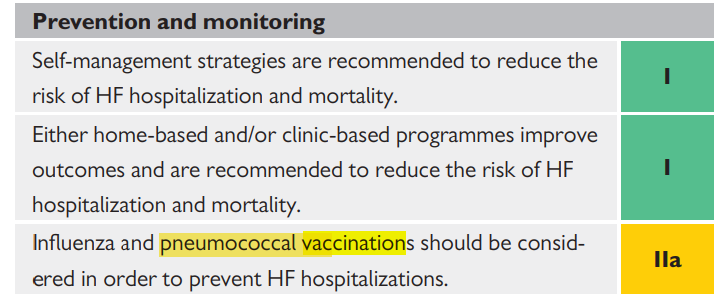 Prevention and monitoring
Self-management strategies are recommended to reduce the
risk of HF hospitalization and mortality.
I
Either home-based and/or clinic-based programmes improve
outcomes and are recommended to reduce the risk of HF
hospitalization and mortality.
I
Influenza and pneumococcal vaccinations should be consid-
ered in order to prevent HF hospitalizations.
IIa